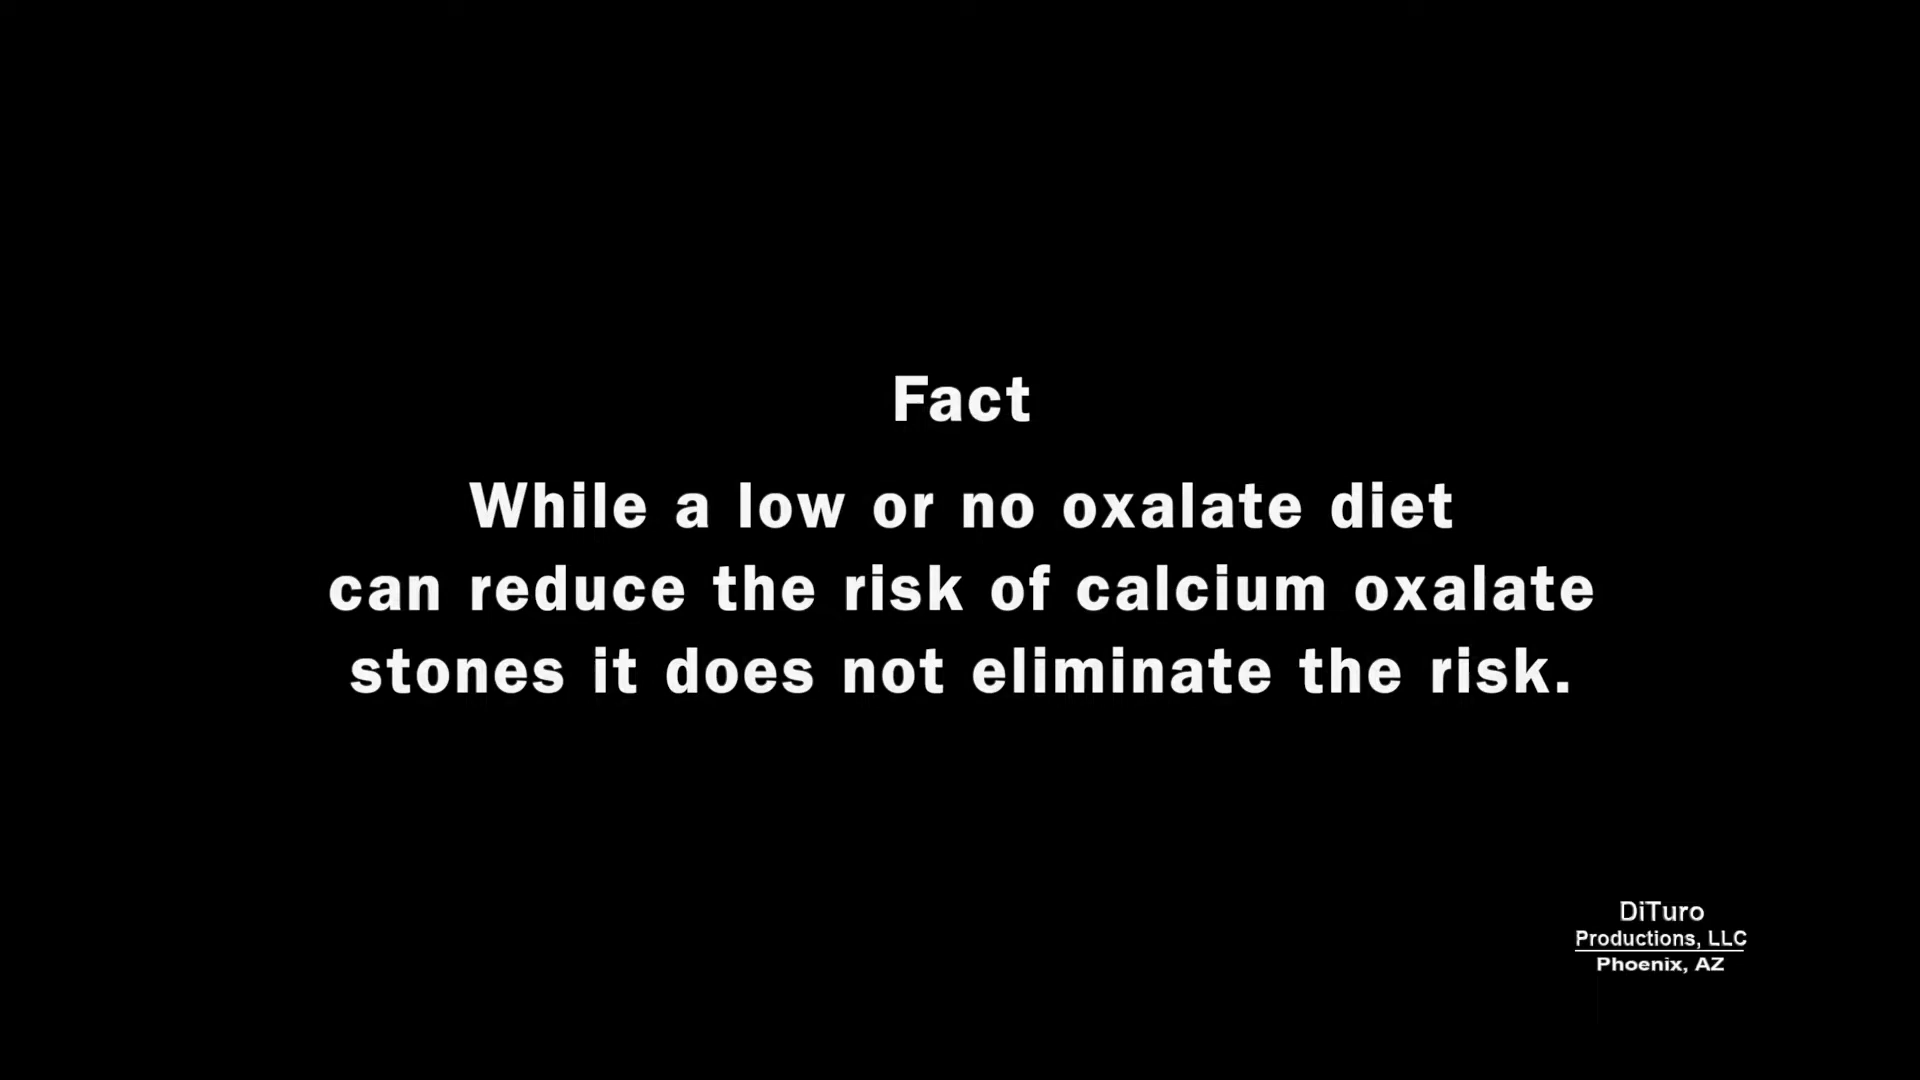 Fact
While a low or no oxalate diet
can reduce the risk of calcium oxalate
stones it does not eliminate the risk.
DiTuro
Productions, LLC
Phoenix, AZ